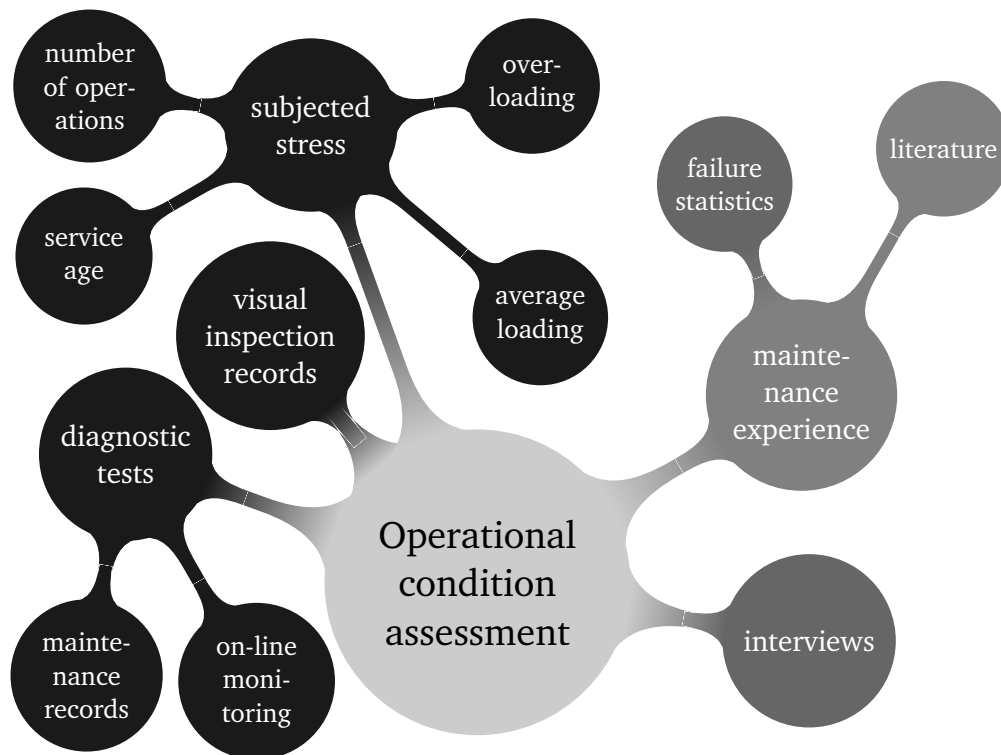 number
of oper-
ations
subjected
stress
over-
loading
service
age
average
loading
visual
inspection
records
diagnostic
tests
mainte-
nance
records
on-line
moni-
toring
Operational
condition
assessment
failure
statistics
literature
mainte-
nance
experience
interviews